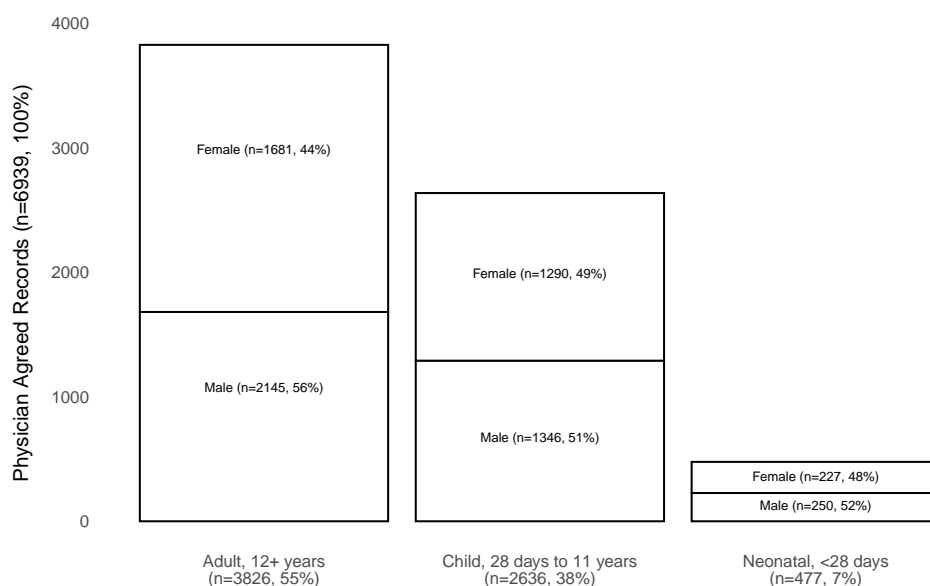 Physician Agreed Records (n=6939, 100%)
4000
3000
2000
1000
0
Female (n=1681, 44%)
Male (n=2145, 56%)
Female (n=1290, 49%)
Male (n=1346, 51%)
Female (n=227, 48%)
Male (n=250, 52%)
Adult, 12+ years
(n=3826, 55%)
Child, 28 days to 11 years
(n=2636, 38%)
Neonatal, <28 days
(n=477, 7%)